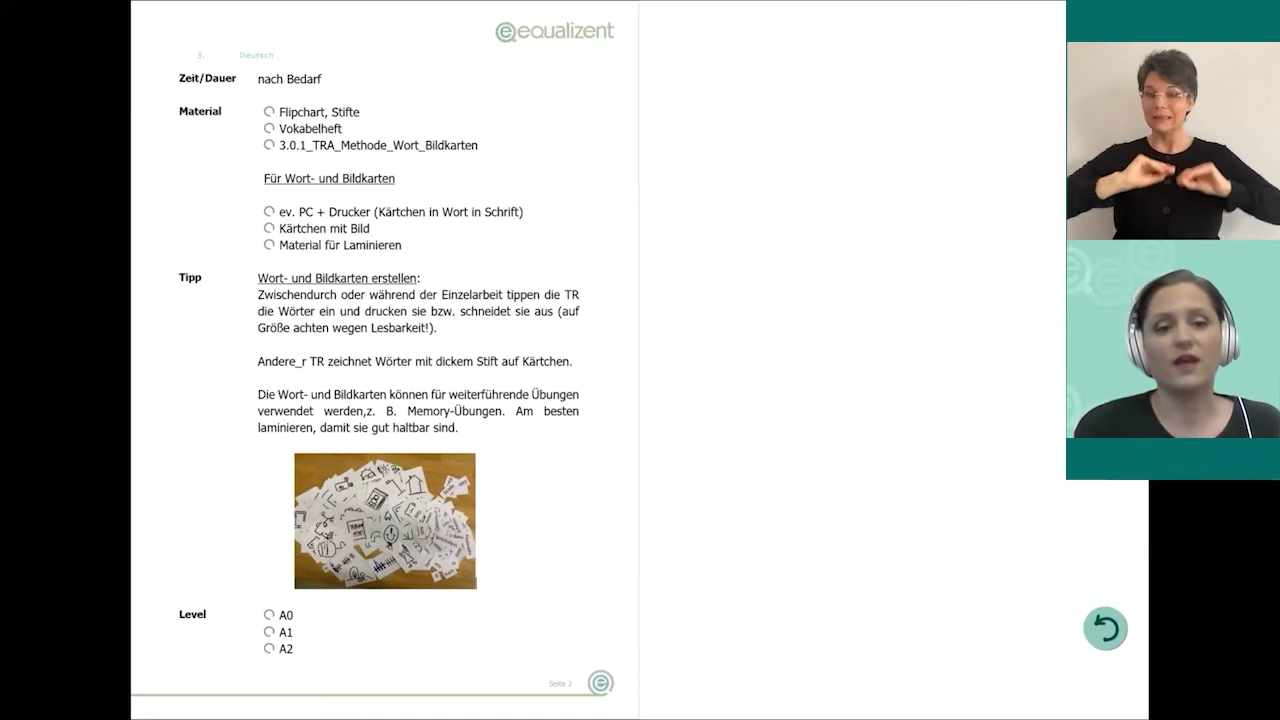 equalizent
3. Deutsch
Zeit/Dauer nach Bedarf
Material Flipchart, Stifte
Vokabelheft
3.0.1_TRA_Methode_Wort_Bildkarten
Für Wort- und Bildkarten
ev. PC + Drucker (Kärtchen in Wort in Schrift)
Kärtchen mit Bild
Material für Laminieren
Tipp Wort- und Bildkarten erstellen:
Zwischendurch oder während der Einzelarbeit tippen die TR
die Wörter ein und drucken sie bzw. schneidet sie aus (auf
Größe achten wegen Lesbarkeit!).
Andere_r TR zeichnet Wörter mit dickem Stift auf Kärtchen.
Die Wort- und Bildkarten können für weiterführende Übungen
verwendet werden,z. B. Memory-Übungen. Am besten
laminieren, damit sie gut haltbar sind.
Level A0
A1
A2
Seite 2